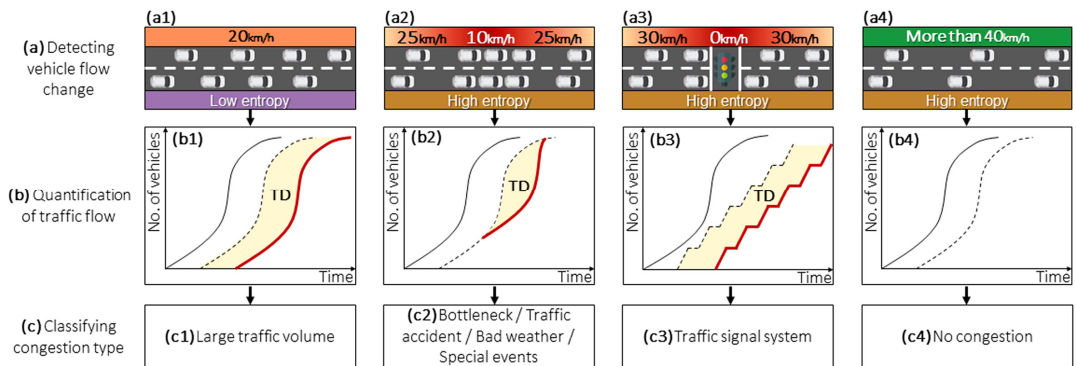 (a1)
(a2)
(a3)
(a4)
(a) Detecting
vehicle flow
change
20km/h
Low entropy
25km/h 10km/h 25km/h
High entropy
30km/h 0km/h 30km/h
High entropy
More than 40km/h
High entropy
(b) Quantification
of traffic flow
No. of vehicles
(b1)
TD
Time
No. of vehicles
(b2)
TD
Time
No. of vehicles
(b3)
TD
Time
No. of vehicles
(b4)
Time
(c) Classifying
congestion type
(c1) Large traffic volume
(c2) Bottleneck / Traffic
accident / Bad weather /
Special events
(c3) Traffic signal system
(c4) No congestion